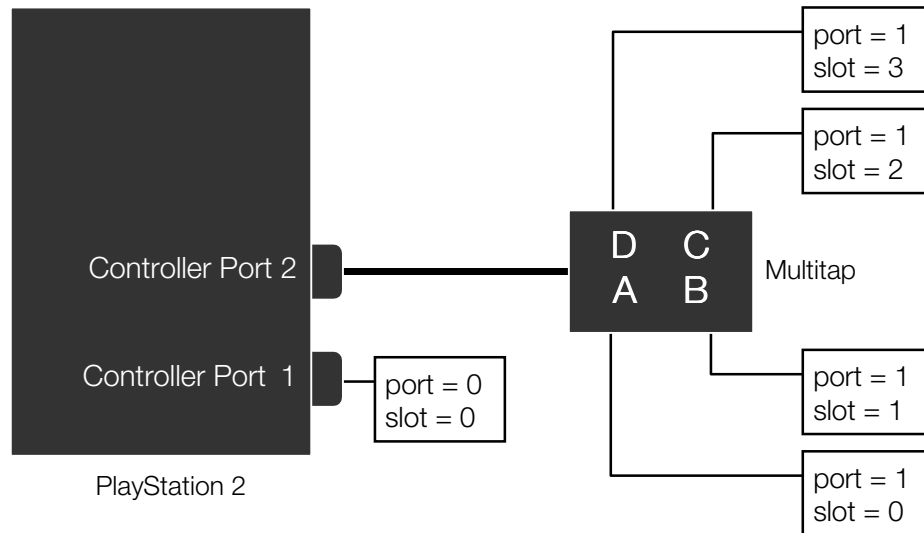 port = 1
slot = 3
port = 1
slot = 2
D C
A B
Multitap
Controller Port 2
Controller Port 1
port = 0
slot = 0
port = 1
slot = 1
port = 1
slot = 0
PlayStation 2